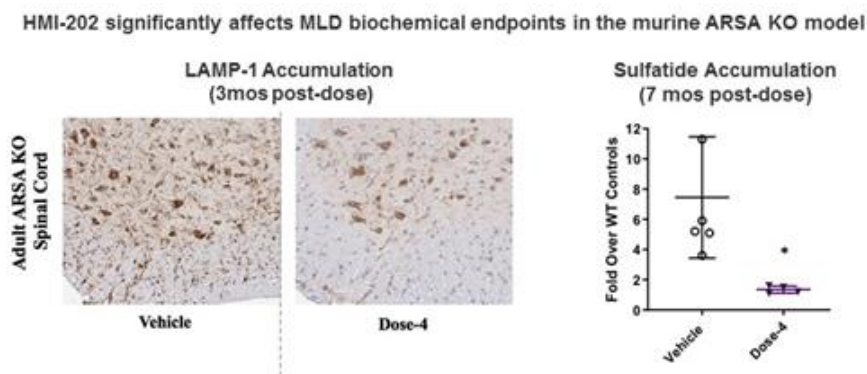 HMI-202 significantly affects MLD biochemical endpoints in the murine ARSA KO model
LAMP-1 Accumulation
(3mos post-dose)
Adult ARSA KO
Spinal Cord
Vehicle
Dose-4
Sulfatide Accumulation
(7 mos post-dose)
Fold Over WT Controls
12
10
8
6
4
2
0
*
Vehicle
Dose-4